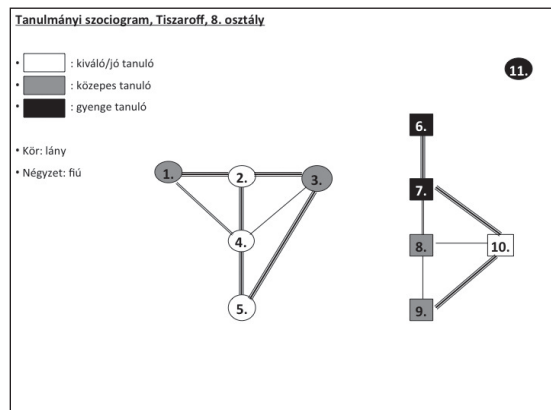 Tanulmányi szociogram, Tiszaroff, 8. osztály
• : kiváló/jó tanuló
• : közepes tanuló
• : gyenge tanuló
• Kör: lány
• Négyzet: fiú
11.
6.
1.
2.
3.
7.
4.
8.
10.
5.
9.